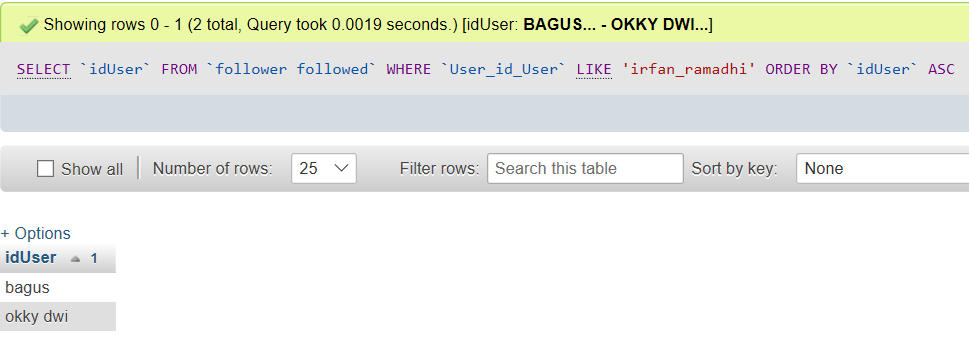 Showing rows 0 - 1 (2 total, Query took 0.0019 seconds.) [idUser: BAGUS... - OKKY DWI...]
SELECT `idUser` FROM `follower followed` WHERE `User_id_User` LIKE 'irfan_ramadhi' ORDER BY `idUser` ASC
Show all Number of rows: 25 Filter rows: Search this table Sort by key: None
+ Options
idUser 1
bagus
okky dwi